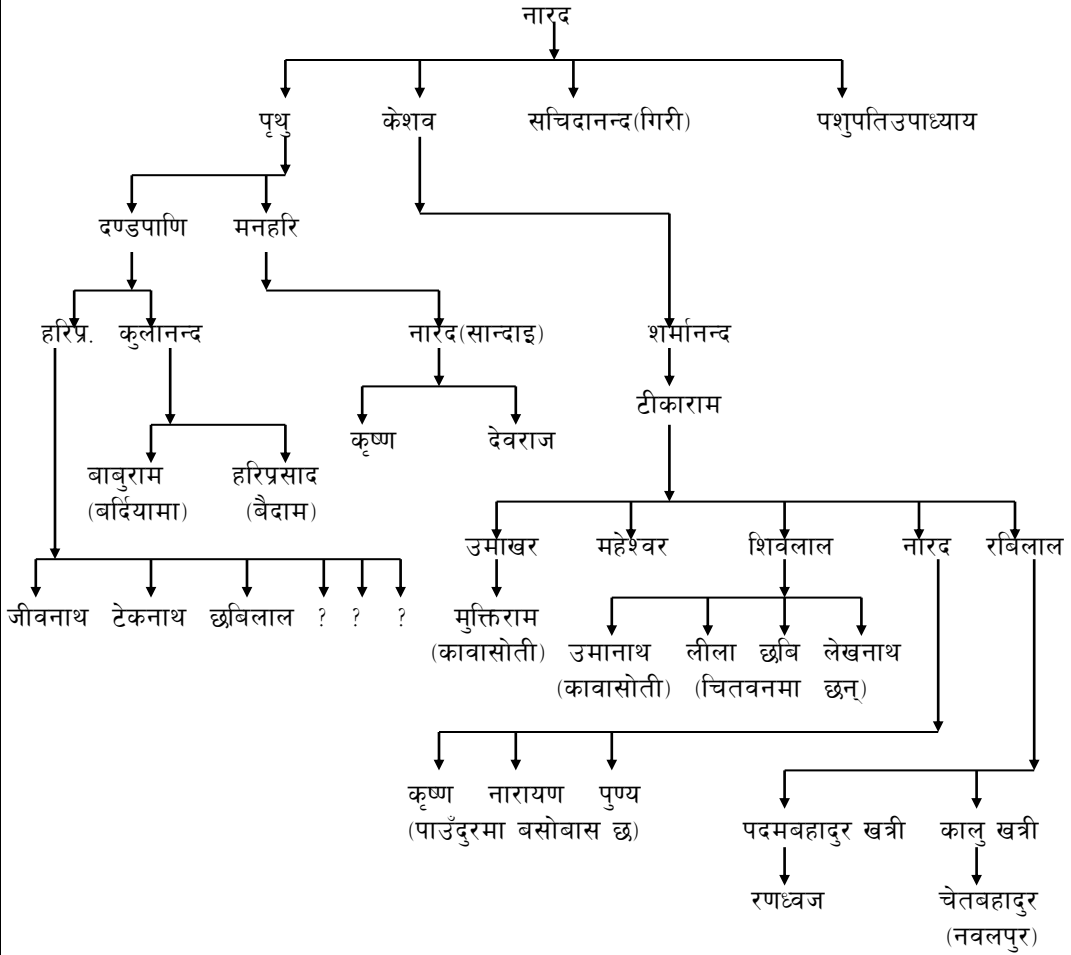 नारद
पृथु केशव सचिदानन्द(गिरी) पशुपतिउपाध्याय
दण्डपाणि मनहरि
हरिप्र. कुलानन्द नारद(सान्दाइ) शर्मानन्द
टीकाराम
कृष्ण देवराज
बाबुराम हरिप्रसाद
(बर्दियामा) (बैदाम)
उमाखर महेश्वर शिवलाल नारद रबिलाल
जीवनाथ टेकनाथ छबिलाल ? ? ? मुक्तिराम
(कावासोती) उमानाथ लीला छबि लेखनाथ
(कावासोती) (चितवनमा छन्)
कृष्ण नारायण पुण्य
(पाउँदुरमा बसोबास छ) पदमबहादुर खत्री कालु खत्री
रणध्वज चेतबहादुर
(नवलपुर)